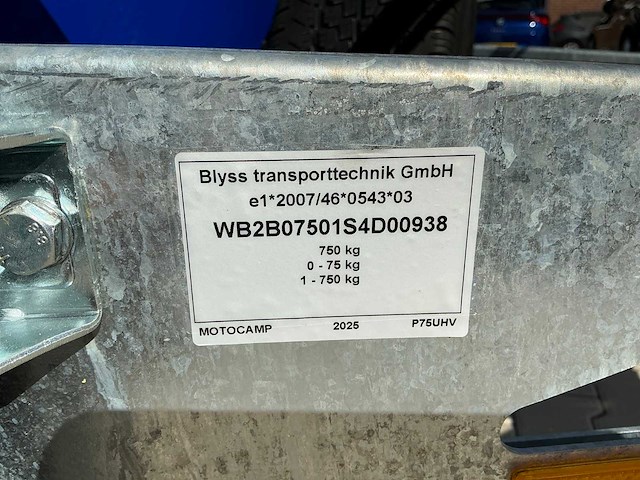 Blyss transporttechnik GmbH
e1*2007/46*0543*03
WB2B07501S4D00938
750 kg
0 - 75 kg
1 - 750 kg
MOTOCAMP 2025 P75UHV